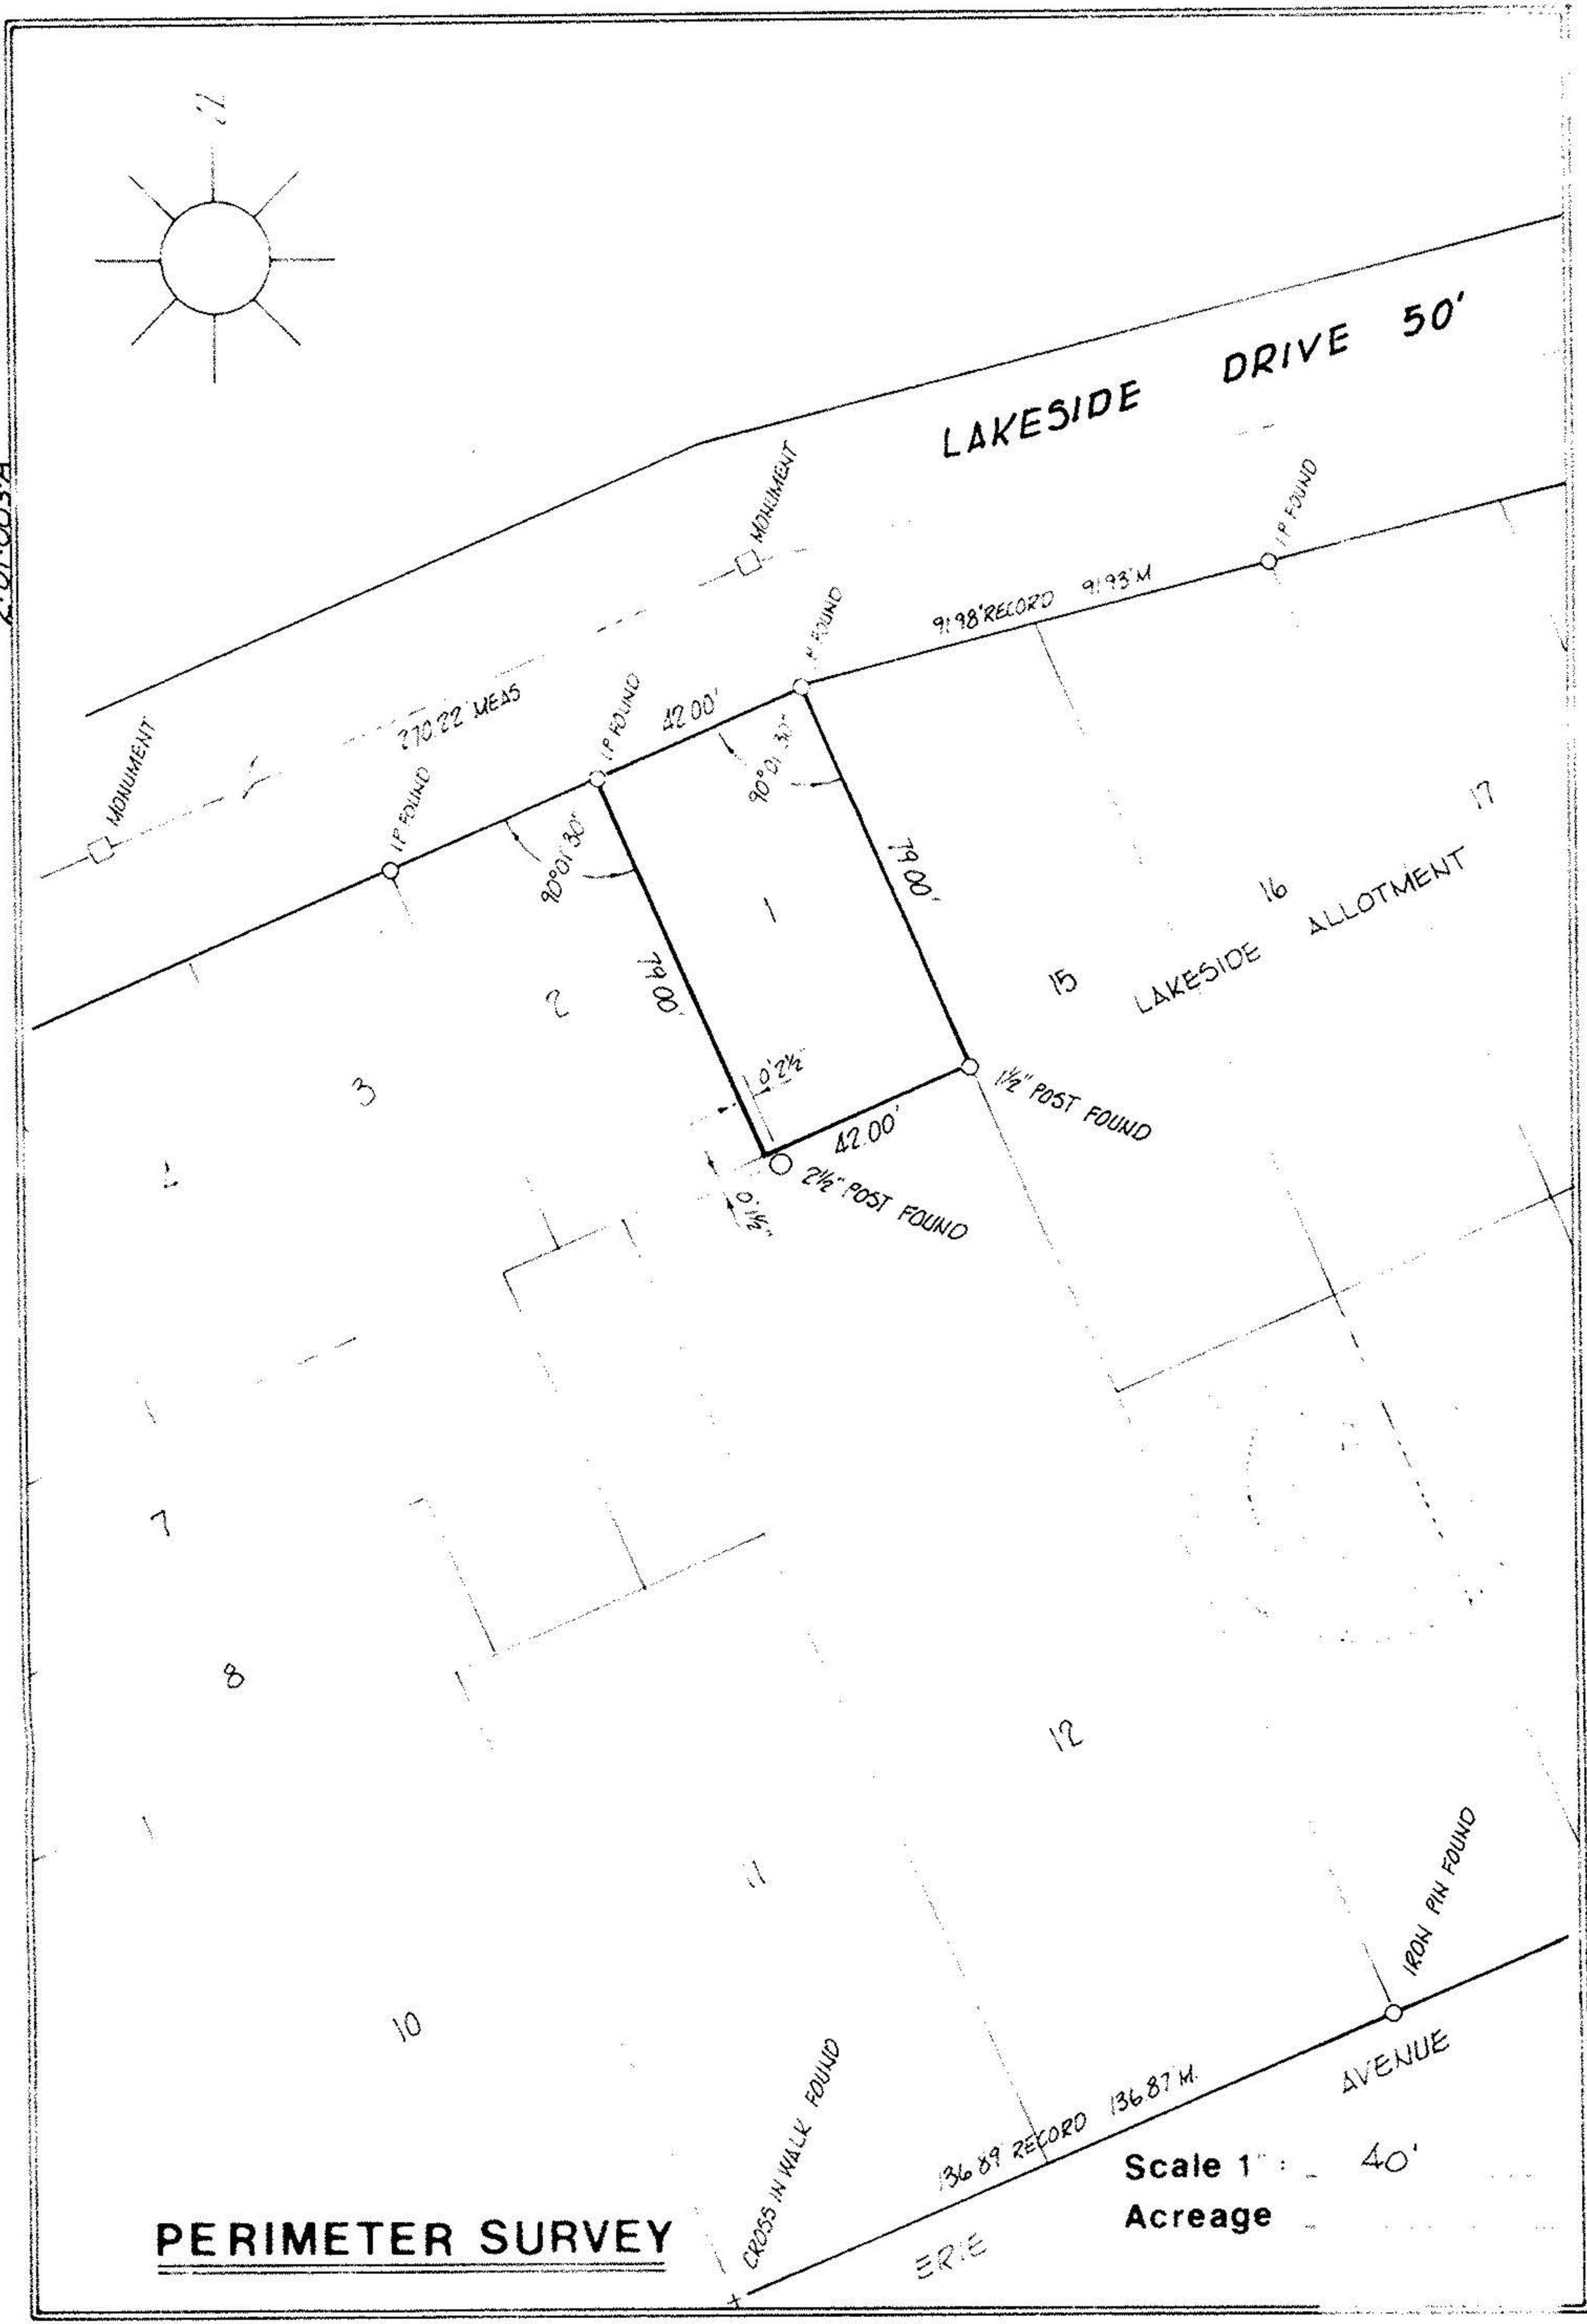 LAKESIDE DRIVE 50'
MONUMENT
I.P. FOUND
91.98' RECORD 91.93' M
I.P. FOUND
42.00'
I.P. FOUND
270.22' MEAS
MONUMENT
I.P. FOUND
90°01'30"
90°01'30"
79.00'
79.00'
1
2
3
4
15
16
17
LAKESIDE ALLOTMENT
0'2½"
42.00'
1½" POST FOUND
2½" POST FOUND
0'1½"
7
8
12
11
10
IRON PIN FOUND
CROSS IN WALK FOUND
136.89' RECORD 136.87' M.
ERIE AVENUE
Scale 1" : 40'
Acreage
PERIMETER SURVEY